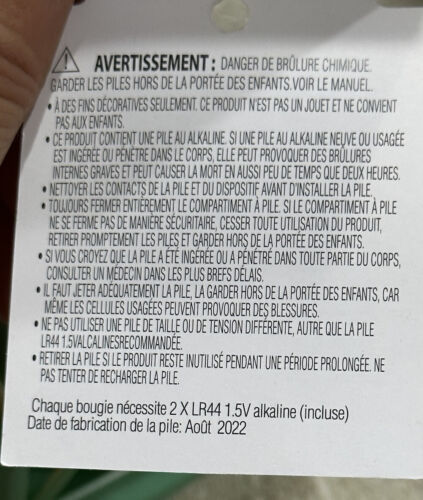 AVERTISSEMENT : DANGER DE BRÛLURE CHIMIQUE.
GARDER LES PILES HORS DE LA PORTÉE DES ENFANTS.VOIR LE MANUEL.
• À DES FINS DÉCORATIVES SEULEMENT. CE PRODUIT N'EST PAS UN JOUET ET NE CONVIENT
PAS AUX ENFANTS.
• CE PRODUIT CONTIENT UNE PILE AU ALKALINE. SI UNE PILE AU ALKALINE NEUVE OU USAGÉE
EST INGÉRÉE OU PÉNÈTRE DANS LE CORPS, ELLE PEUT PROVOQUER DES BRÛLURES
INTERNES GRAVES ET PEUT CAUSER LA MORT EN AUSSI PEU DE TEMPS QUE DEUX HEURES.
• NETTOYER LES CONTACTS DE LA PILE ET DU DISPOSITIF AVANT D'INSTALLER LA PILE.
• TOUJOURS FERMER ENTIÈREMENT LE COMPARTIMENT À PILE. SI LE COMPARTIMENT À PILE
NE SE FERME PAS DE MANIÈRE SÉCURITAIRE, CESSER TOUTE UTILISATION DU PRODUIT,
RETIRER PROMPTEMENT LES PILES ET GARDER HORS DE LA PORTÉE DES ENFANTS.
• SI VOUS CROYEZ QUE LA PILE A ÉTÉ INGÉRÉE OU A PÉNÉTRÉ DANS TOUTE PARTIE DU CORPS,
CONSULTER UN MÉDECIN DANS LES PLUS BREFS DÉLAIS.
• IL FAUT JETER ADÉQUATEMENT LA PILE, LA GARDER HORS DE LA PORTÉE DES ENFANTS, CAR
MÊME LES CELLULES USAGÉES PEUVENT PROVOQUER DES BLESSURES.
• NE PAS UTILISER UNE PILE DE TAILLE OU DE TENSION DIFFÉRENTE, AUTRE QUE LA PILE
LR44 1.5VALCALINESRECOMMANDÉE.
• RETIRER LA PILE SI LE PRODUIT RESTE INUTILISÉ PENDANT UNE PÉRIODE PROLONGÉE. NE
PAS TENTER DE RECHARGER LA PILE.
Chaque bougie nécessite 2 X LR44 1.5V alkaline (incluse)
Date de fabrication de la pile: Août 2022